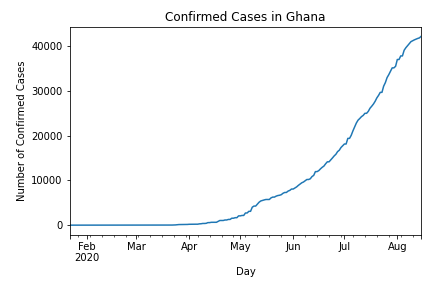 Confirmed Cases in Ghana
Number of Confirmed Cases
40000
30000
20000
10000
0
Feb Mar Apr May Jun Jul Aug
2020
Day